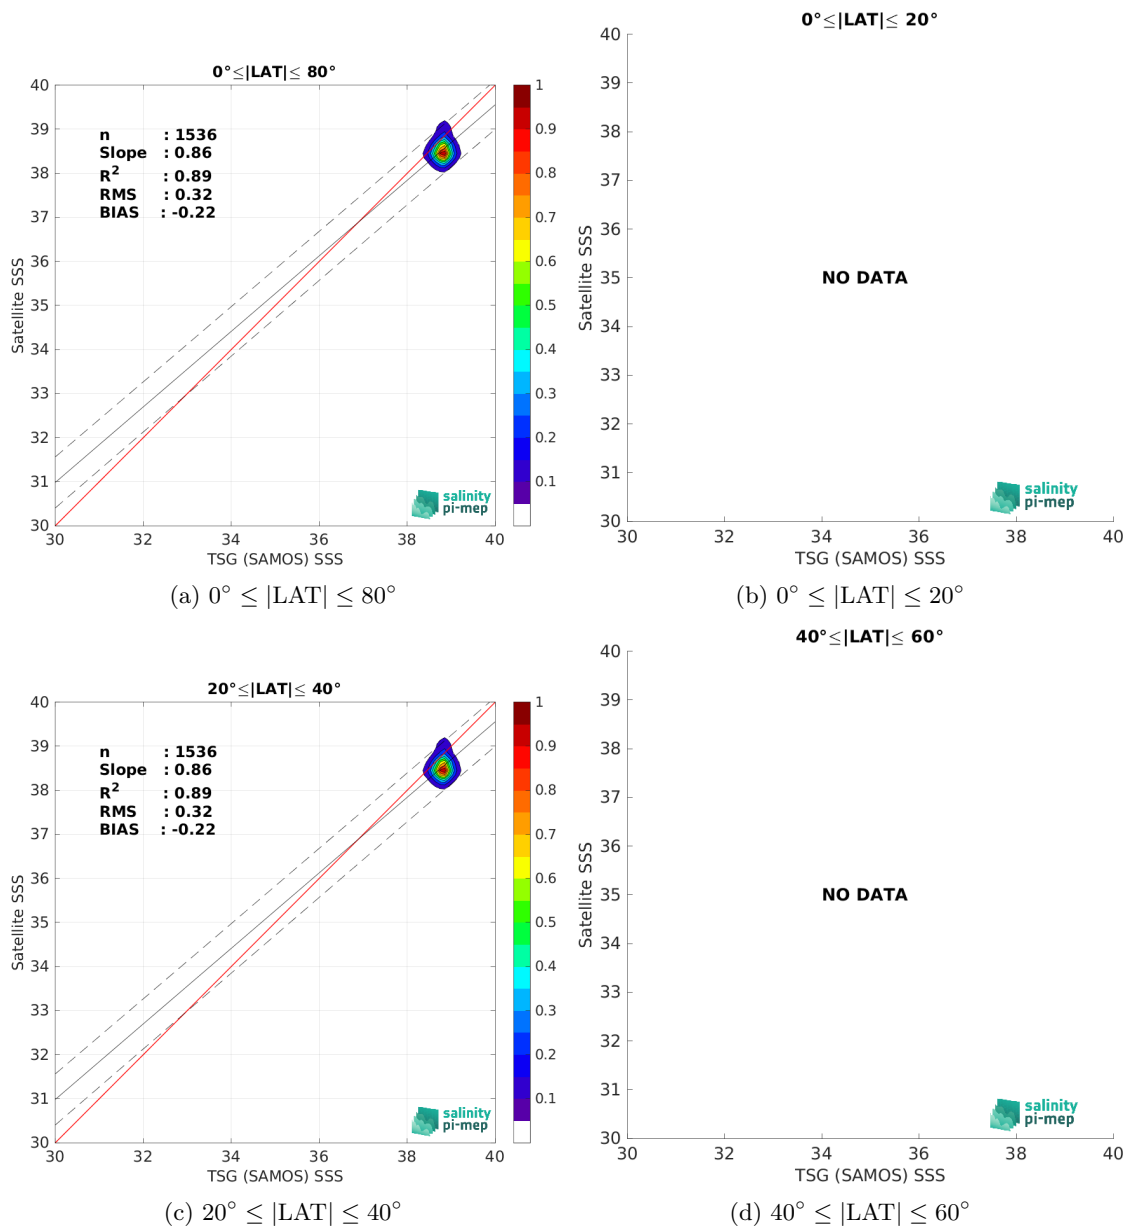 0°≤|LAT|≤ 80°
40
39
38
37
36
35
34
33
32
31
30
Satellite SSS
n : 1536
Slope : 0.86
R² : 0.89
RMS : 0.32
BIAS : -0.22
salinity
pi-mep
30 32 34 36 38 40
TSG (SAMOS) SSS
1
0.9
0.8
0.7
0.6
0.5
0.4
0.3
0.2
0.1
(a) 0° ≤ |LAT| ≤ 80°
0°≤|LAT|≤ 20°
40
39
38
37
36
35
34
33
32
31
30
Satellite SSS
NO DATA
salinity
pi-mep
30 32 34 36 38 40
TSG (SAMOS) SSS
(b) 0° ≤ |LAT| ≤ 20°
20°≤|LAT|≤ 40°
40
39
38
37
36
35
34
33
32
31
30
Satellite SSS
n : 1536
Slope : 0.86
R² : 0.89
RMS : 0.32
BIAS : -0.22
salinity
pi-mep
30 32 34 36 38 40
TSG (SAMOS) SSS
1
0.9
0.8
0.7
0.6
0.5
0.4
0.3
0.2
0.1
(c) 20° ≤ |LAT| ≤ 40°
40°≤|LAT|≤ 60°
40
39
38
37
36
35
34
33
32
31
30
Satellite SSS
NO DATA
salinity
pi-mep
30 32 34 36 38 40
TSG (SAMOS) SSS
(d) 40° ≤ |LAT| ≤ 60°